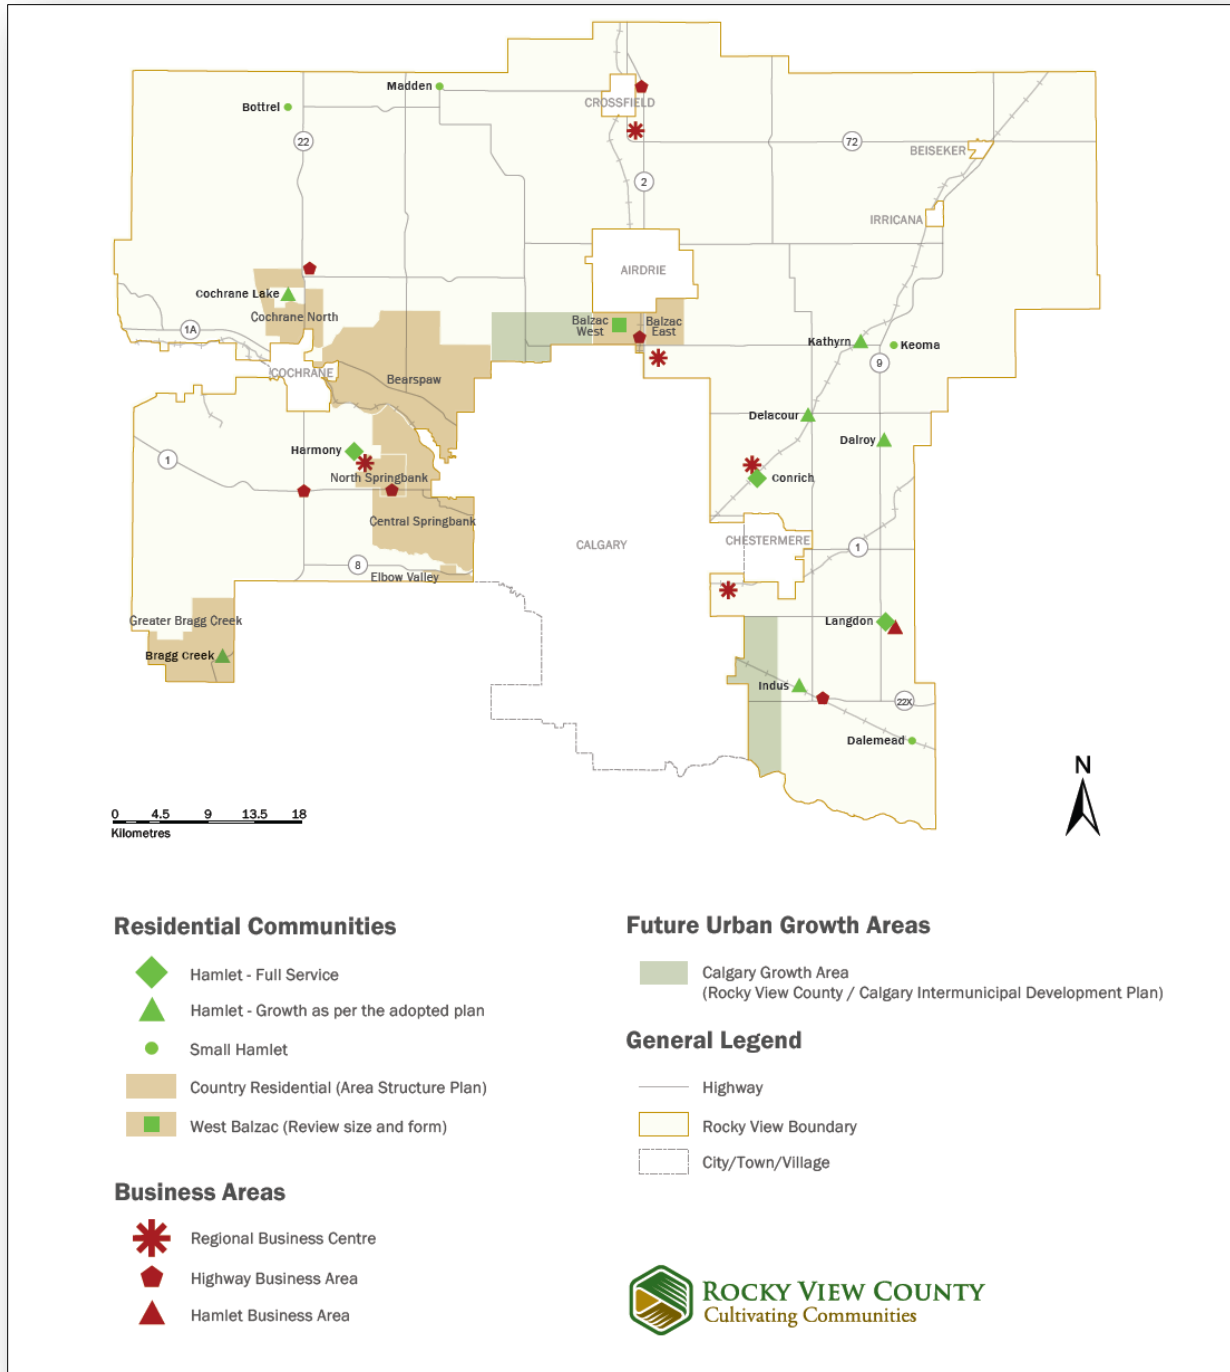 Madden
Bottrel
CROSSFIELD
22
72
BEISEKER
2
IRRICANA
AIRDRIE
Cochrane Lake
Cochrane North
1A
Balzac
West
Balzac
East
Kathyrn
Keoma
9
COCHRANE
Bearspaw
Delacour
Dalroy
Harmony
1
North Springbank
Conrich
Central Springbank
CALGARY
CHESTERMERE
1
8
Elbow Valley
Greater Bragg Creek
Langdon
Bragg Creek
Indus
22X
Dalemead
N
0 4.5 9 13.5 18
Kilometres
Residential Communities
Hamlet - Full Service
Hamlet - Growth as per the adopted plan
Small Hamlet
Country Residential (Area Structure Plan)
West Balzac (Review size and form)
Business Areas
Regional Business Centre
Highway Business Area
Hamlet Business Area
Future Urban Growth Areas
Calgary Growth Area
(Rocky View County / Calgary Intermunicipal Development Plan)
General Legend
Highway
Rocky View Boundary
City/Town/Village
ROCKY VIEW COUNTY
Cultivating Communities